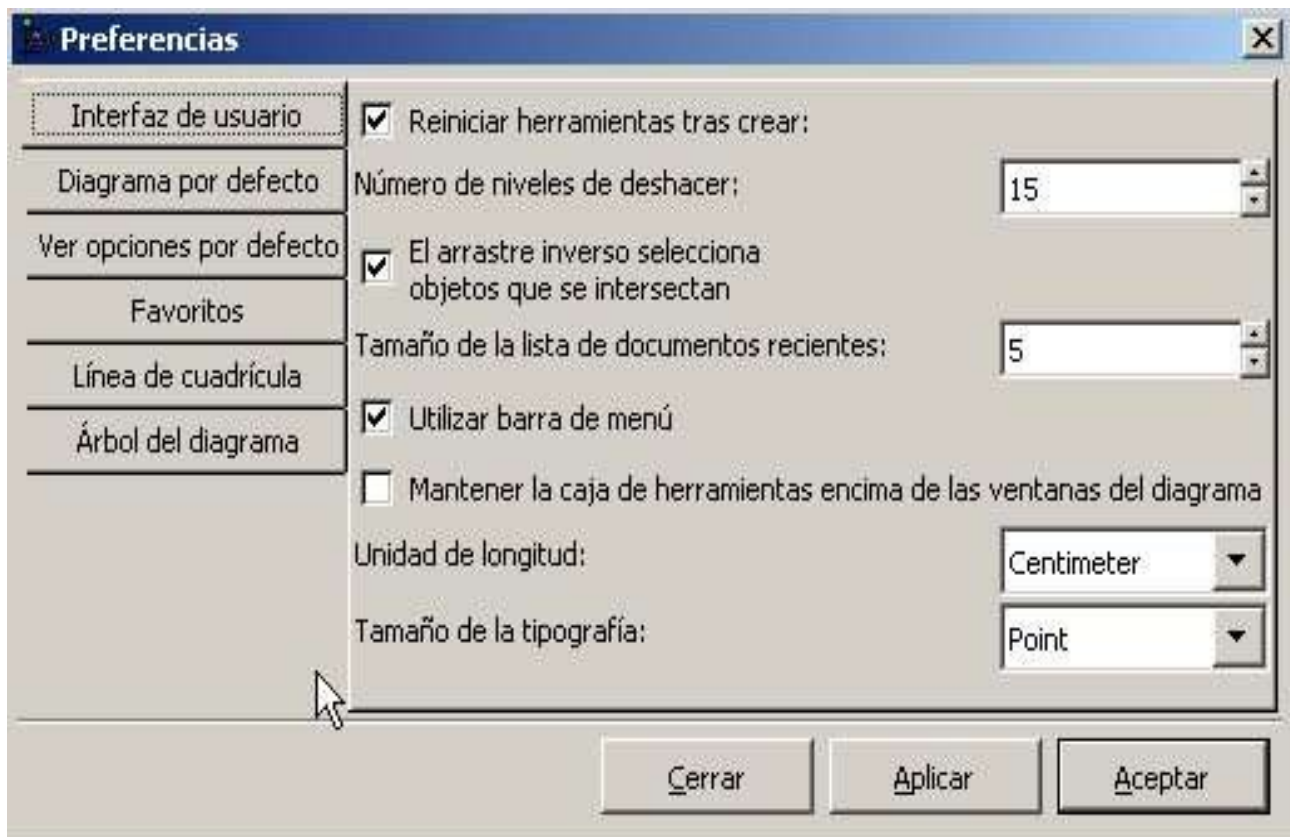 Preferencias
Interfaz de usuario
Diagrama por defecto
Ver opciones por defecto
Favoritos
Línea de cuadrícula
Árbol del diagrama
Reiniciar herramientas tras crear:
Número de niveles de deshacer:
15
El arrastre inverso selecciona
objetos que se intersectan
Tamaño de la lista de documentos recientes:
5
Utilizar barra de menú
Mantener la caja de herramientas encima de las ventanas del diagrama
Unidad de longitud:
Centimeter
Tamaño de la tipografía:
Point
Cerrar
Aplicar
Aceptar